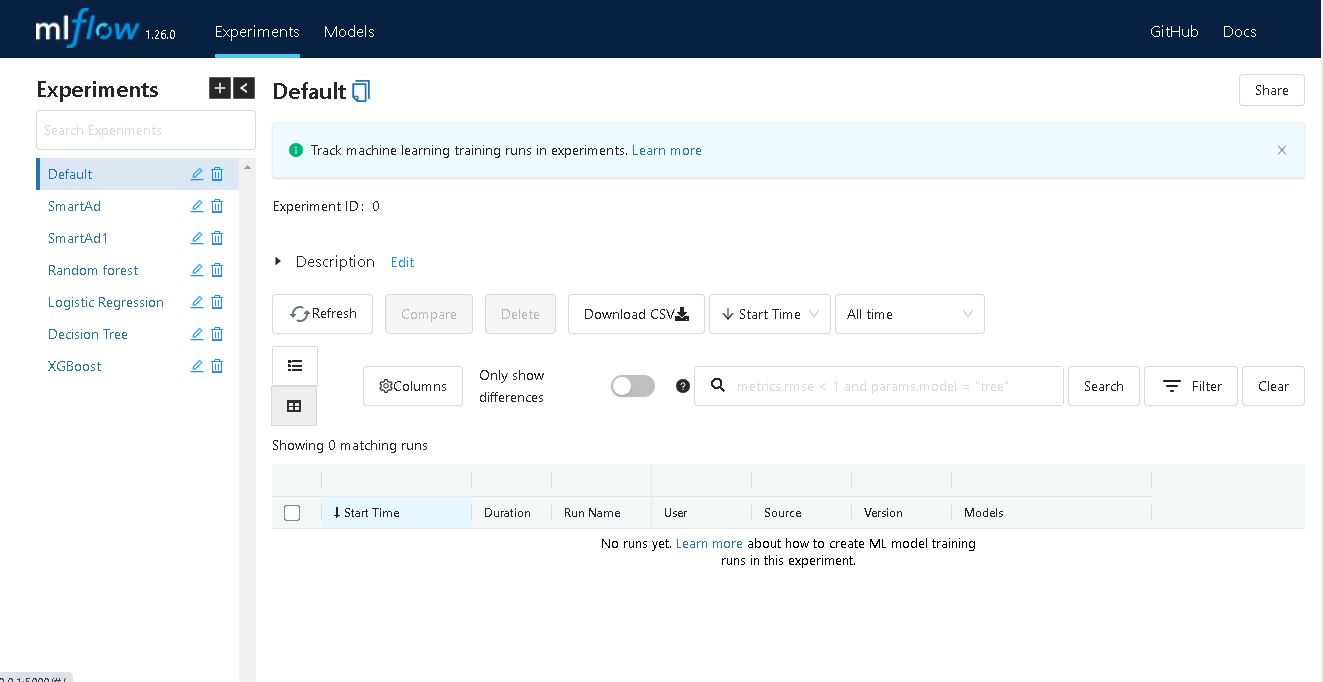 mlflow 1.26.0 Experiments Models GitHub Docs
Experiments
Search Experiments
Default
SmartAd
SmartAd1
Random forest
Logistic Regression
Decision Tree
XGBoost
Default
Share
Track machine learning training runs in experiments. Learn more
Experiment ID: 0
Description Edit
Refresh Compare Delete Download CSV Start Time All time
Columns
Only show
differences
metrics.rmse < 1 and params.model = "tree"
Search Filter Clear
Showing 0 matching runs
Start Time Duration Run Name User Source Version Models
No runs yet. Learn more about how to create ML model training
runs in this experiment.